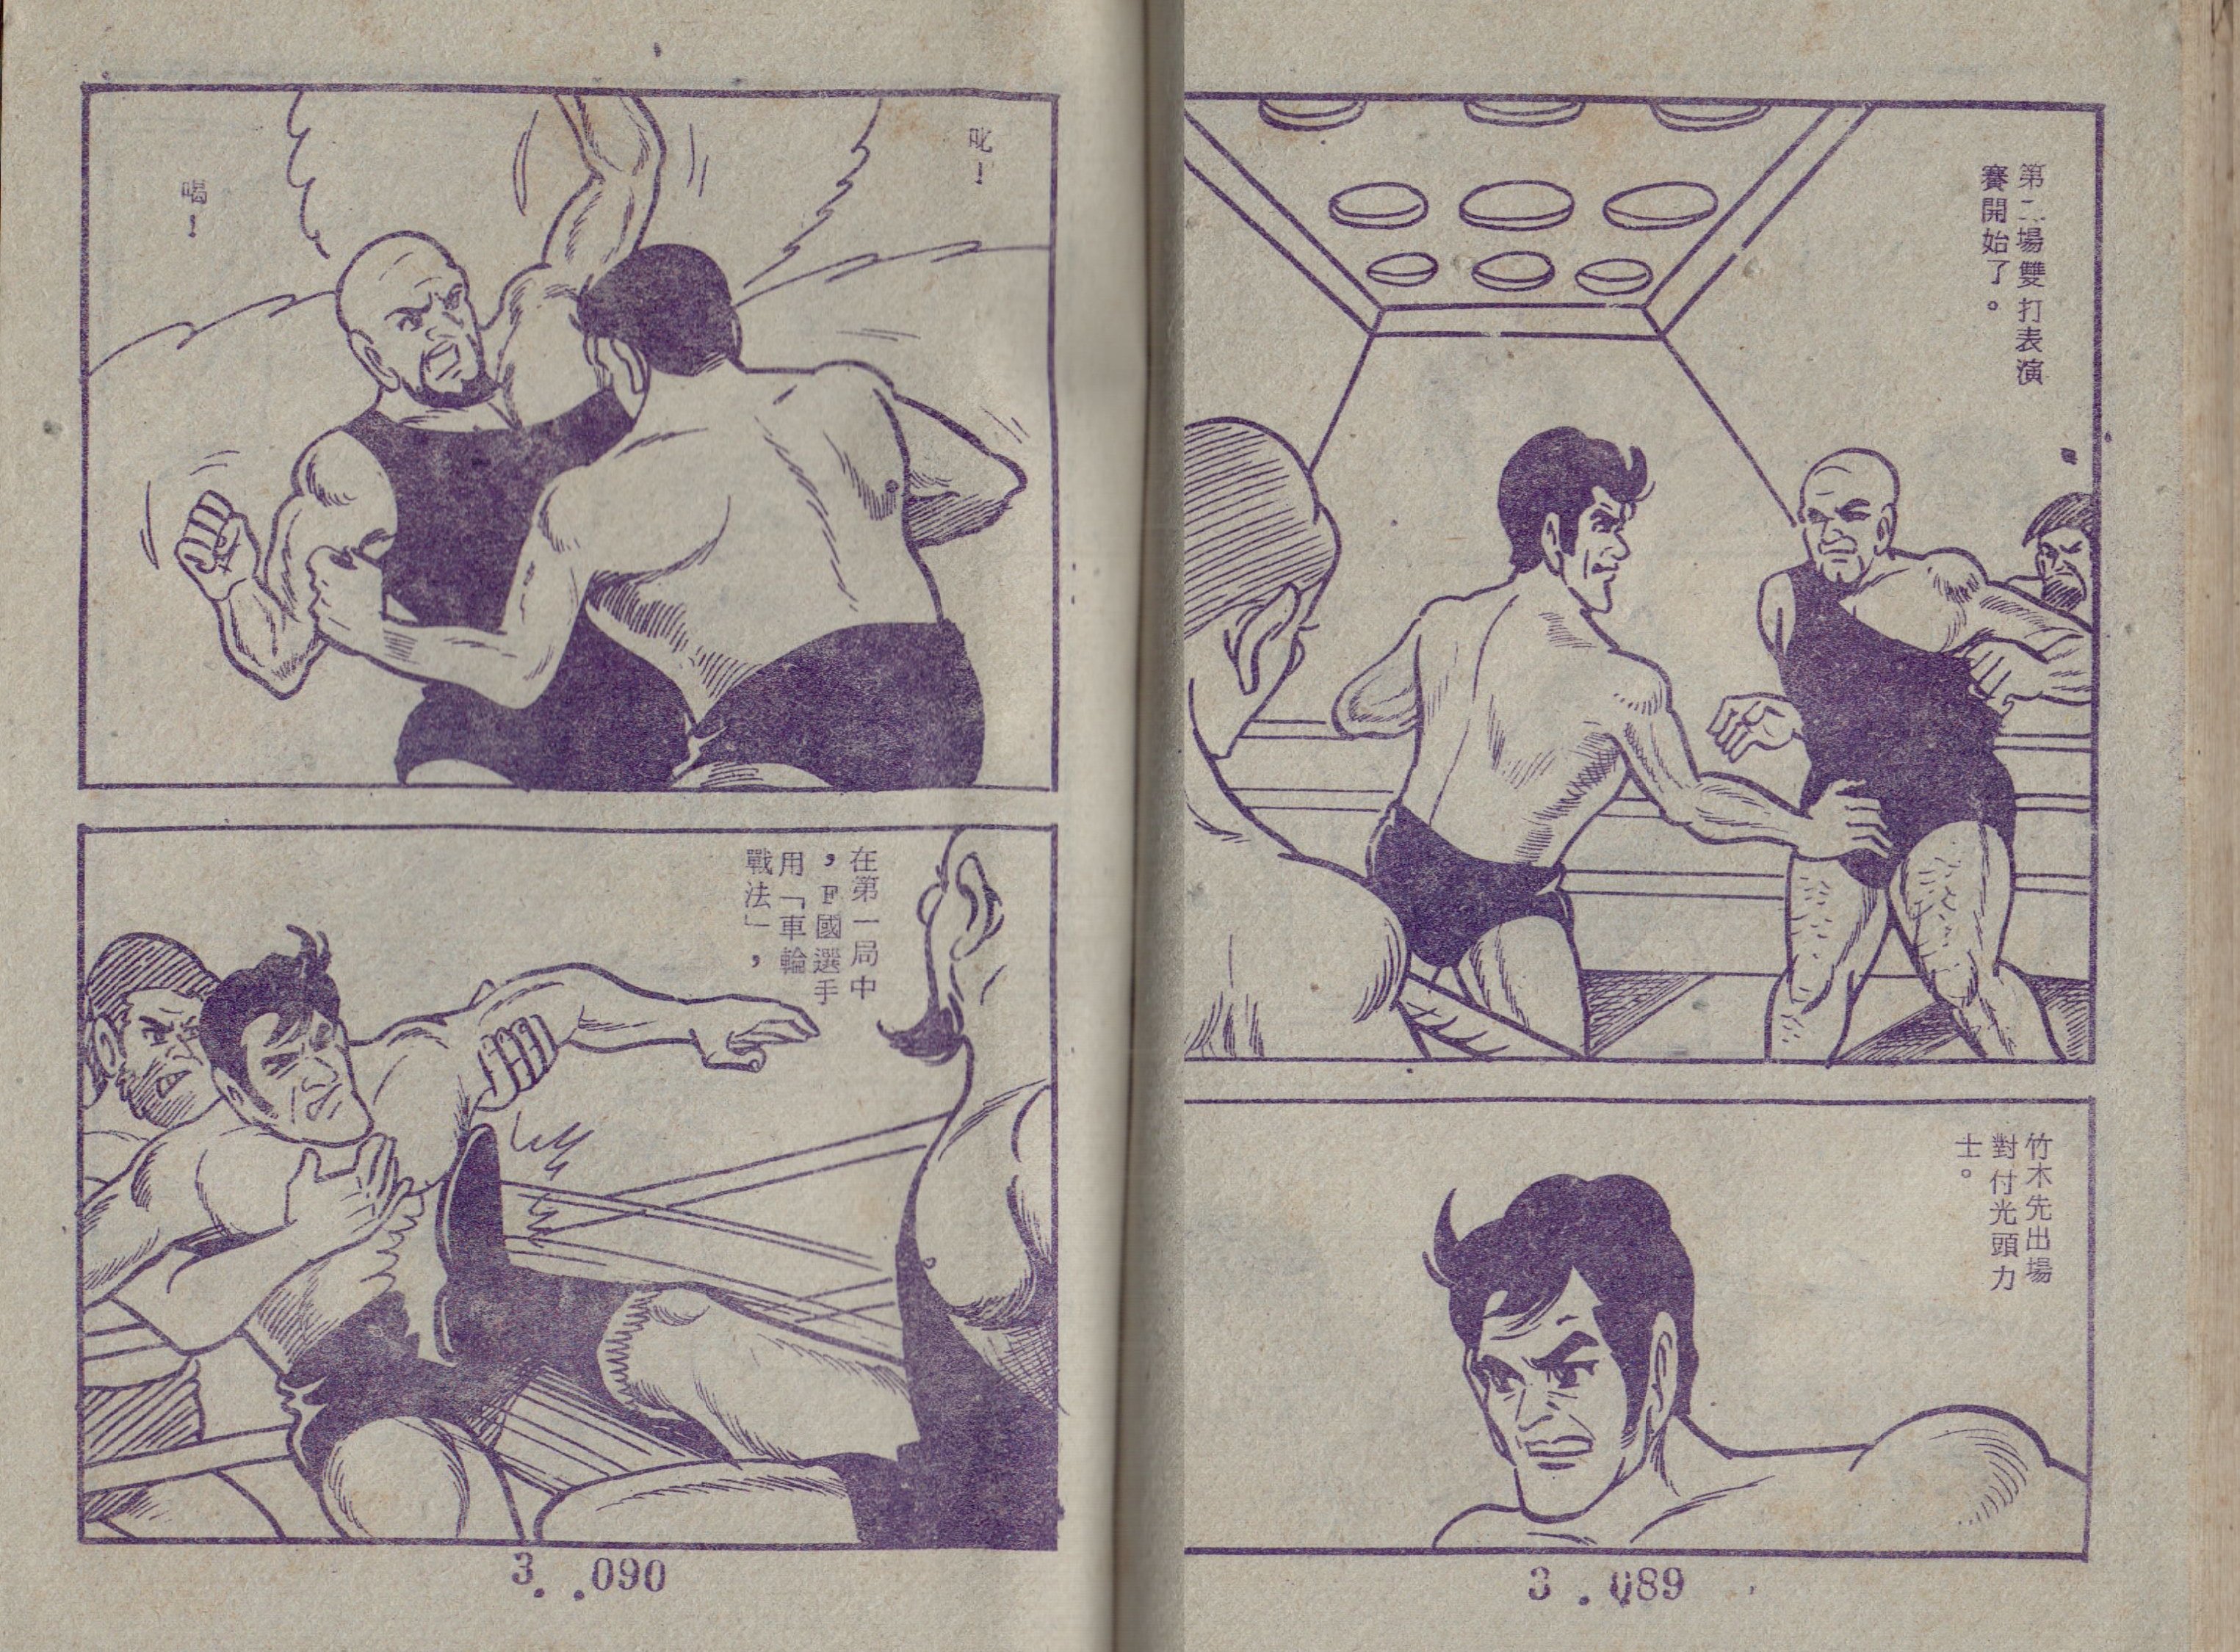 第二場雙打表演
賽開始了。
竹木先出場
對付光頭力
士。
3.089
叱！
喝！
在第一局中
，F國選手
用「車輪
戰法」，
3..090